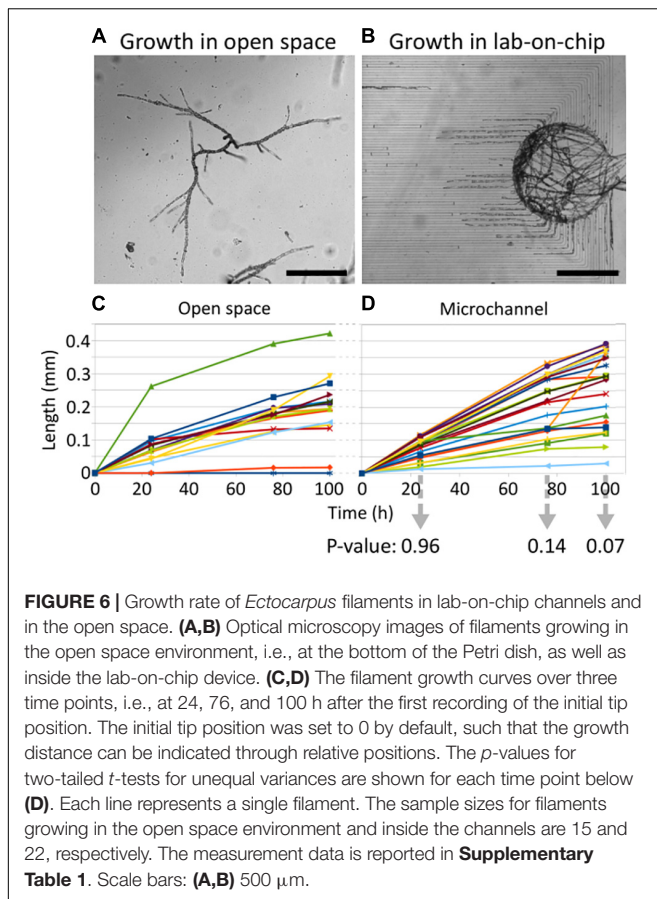 A Growth in open space
B Growth in lab-on-chip
C Open space
D Microchannel
Length (mm)
0.4
0.3
0.2
0.1
0
0 20 40 60 80 100
0 20 40 60 80 100
Time (h)
P-value: 0.96 0.14 0.07
FIGURE 6 | Growth rate of Ectocarpus filaments in lab-on-chip channels and
in the open space. (A,B) Optical microscopy images of filaments growing in
the open space environment, i.e., at the bottom of the Petri dish, as well as
inside the lab-on-chip device. (C,D) The filament growth curves over three
time points, i.e., at 24, 76, and 100 h after the first recording of the initial tip
position. The initial tip position was set to 0 by default, such that the growth
distance can be indicated through relative positions. The p-values for
two-tailed t-tests for unequal variances are shown for each time point below
(D). Each line represents a single filament. The sample sizes for filaments
growing in the open space environment and inside the channels are 15 and
22, respectively. The measurement data is reported in Supplementary
Table 1. Scale bars: (A,B) 500 μm.